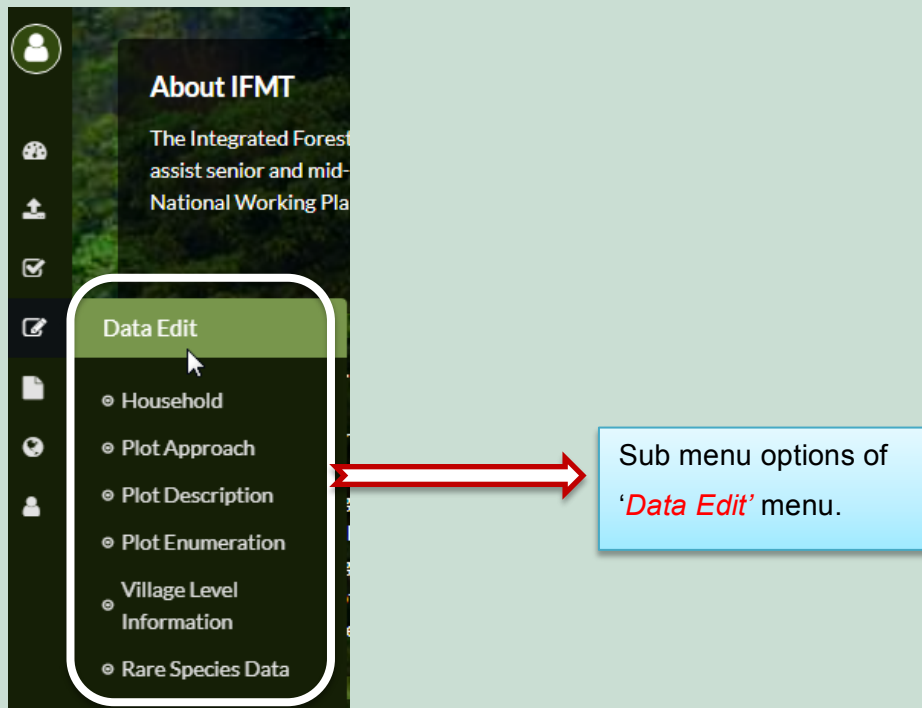 About IFMT
The Integrated Forest
assist senior and mid-
National Working Pla
Data Edit
Household
Plot Approach
Plot Description
Plot Enumeration
Village Level
Information
Rare Species Data
Sub menu options of
‘Data Edit’ menu.